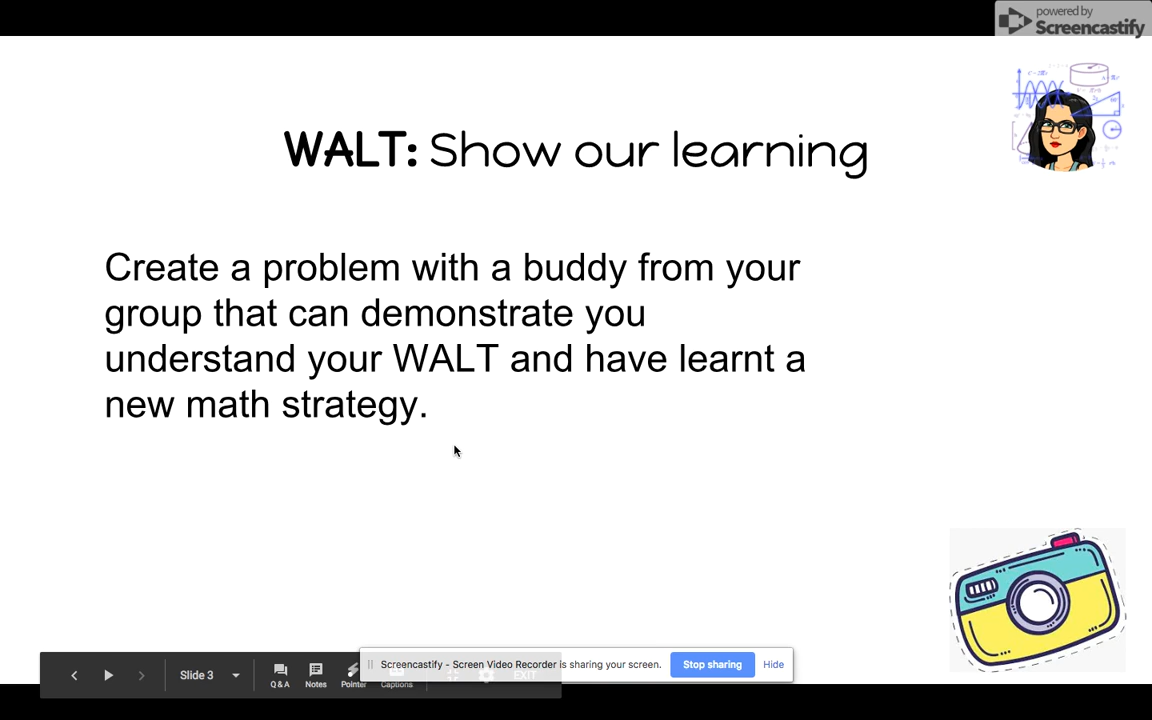 powered by
Screencastify
WALT: Show our learning
Create a problem with a buddy from your
group that can demonstrate you
understand your WALT and have learnt a
new math strategy.
Slide 3
Q & A
Notes
Pointer
Captions
EXIT
Screencastify - Screen Video Recorder is sharing your screen.
Stop sharing
Hide